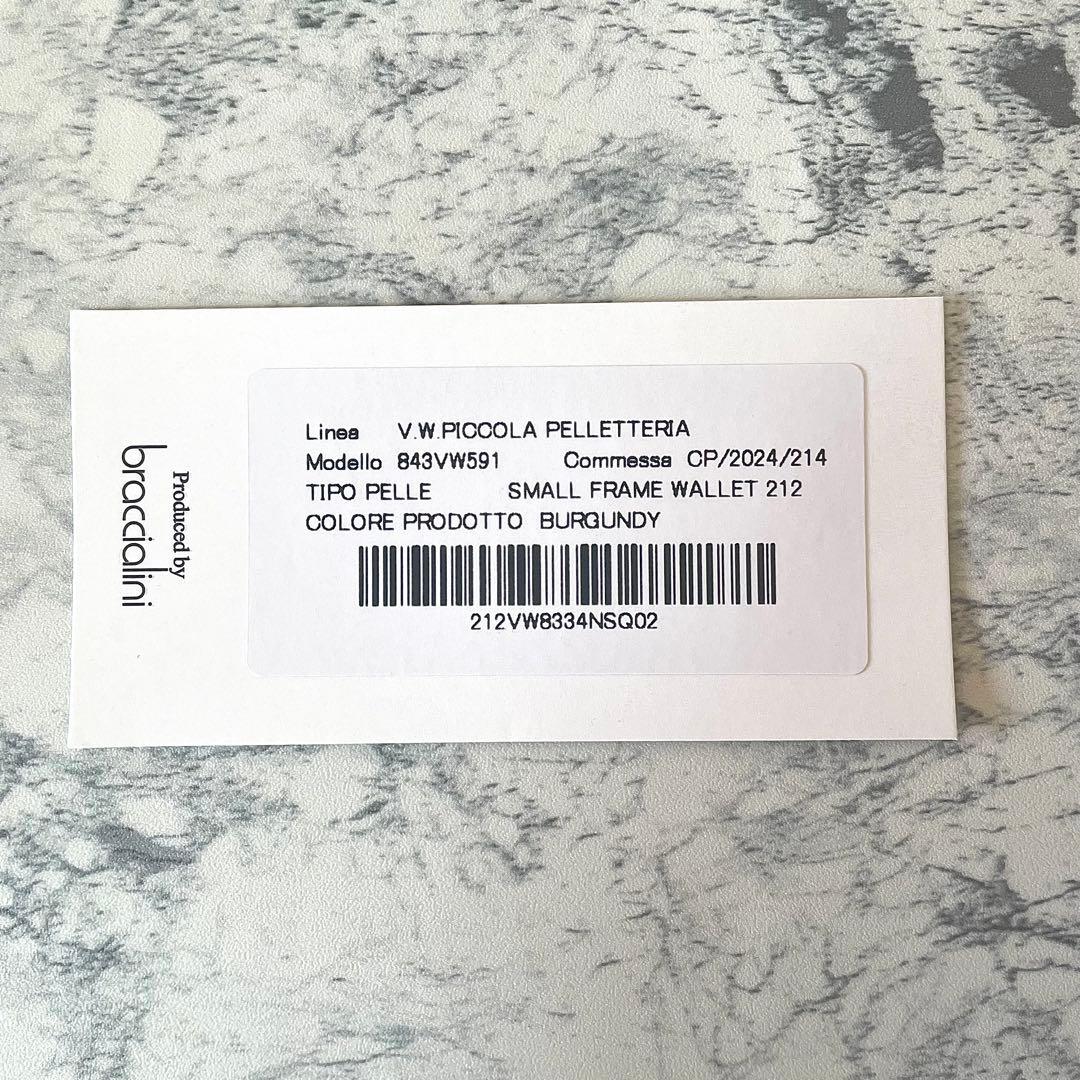 Produced by
braccialini
Linea V.W.PICCOLA PELLETTERIA
Modello 843VW591 Commessa CP/2024/214
TIPO PELLE SMALL FRAME WALLET 212
COLORE PRODOTTO BURGUNDY
212VW8334NSQ02